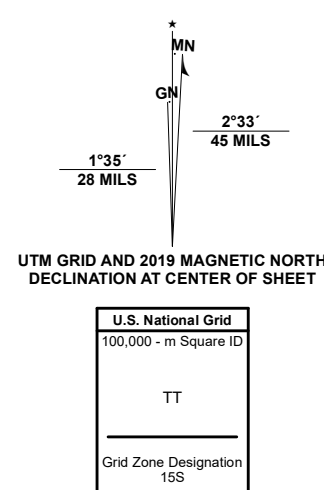 ★
MN
GN
2°33´
45 MILS
1°35´
28 MILS
UTM GRID AND 2019 MAGNETIC NORTH
DECLINATION AT CENTER OF SHEET
U.S. National Grid
100,000 - m Square ID
TT
Grid Zone Designation
15S